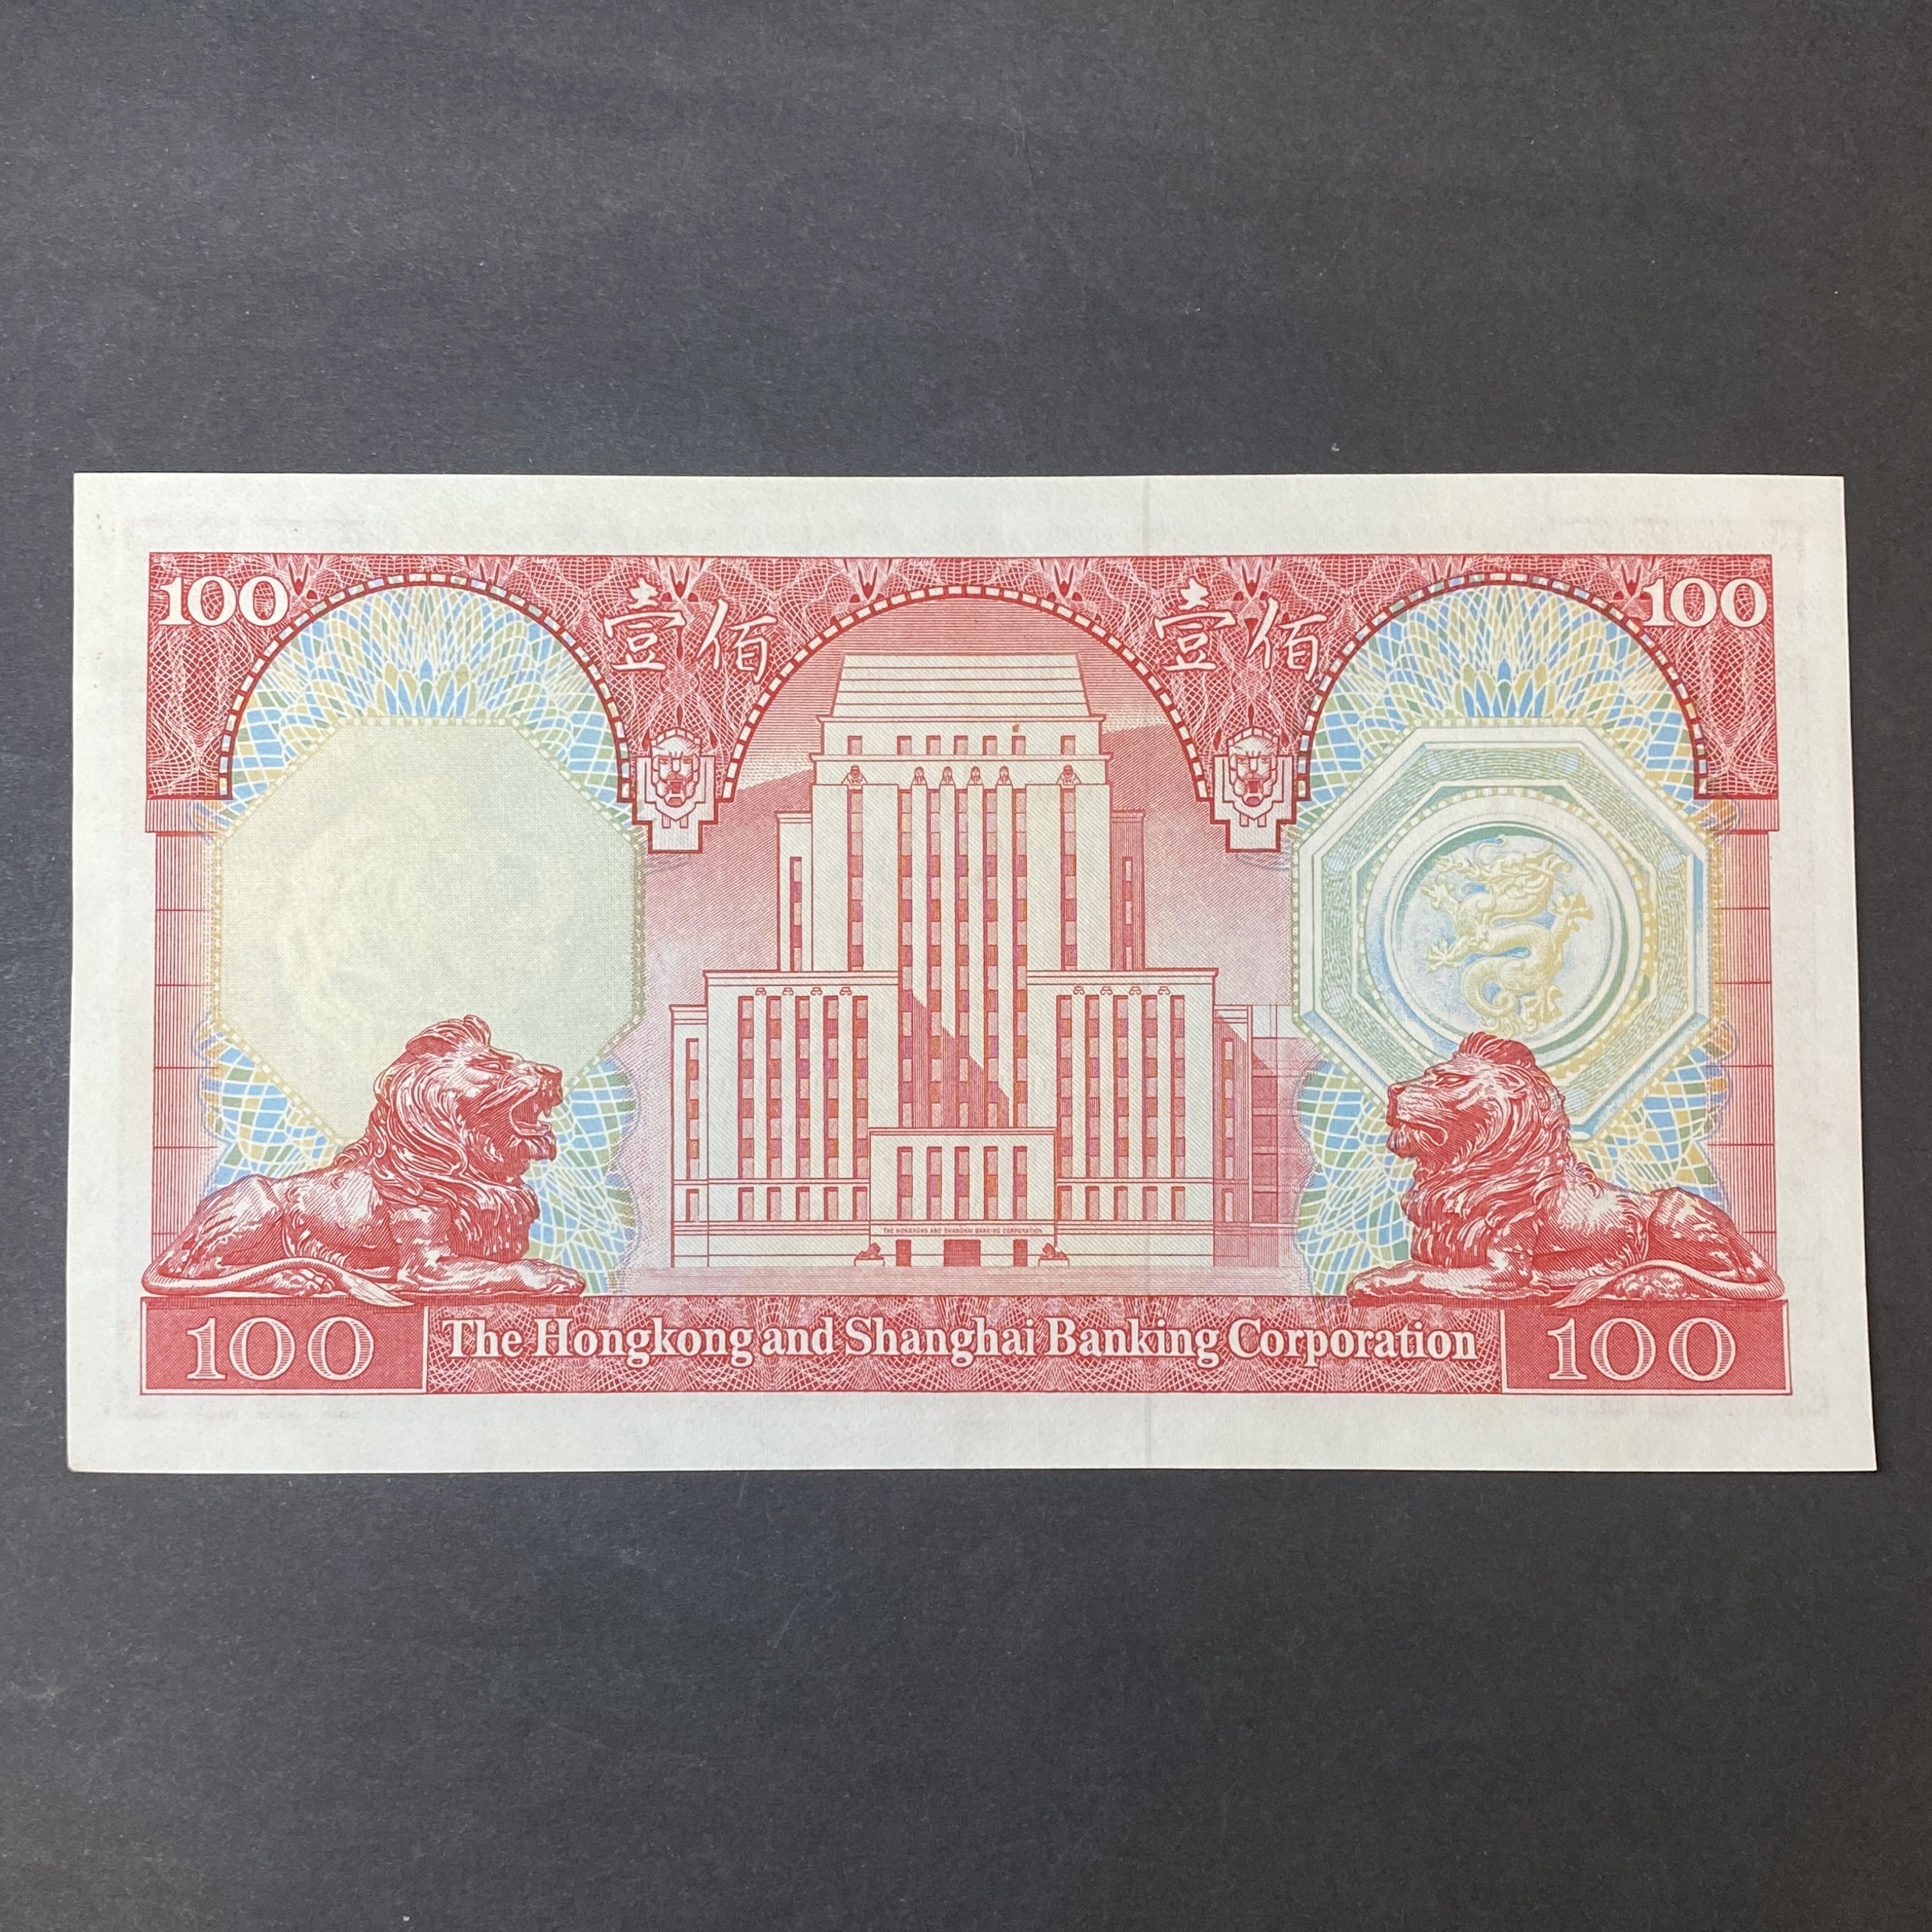 100 壹佰 壹佰 100
THE HONGKONG AND SHANGHAI BANKING CORPORATION
100 The Hongkong and Shanghai Banking Corporation 100